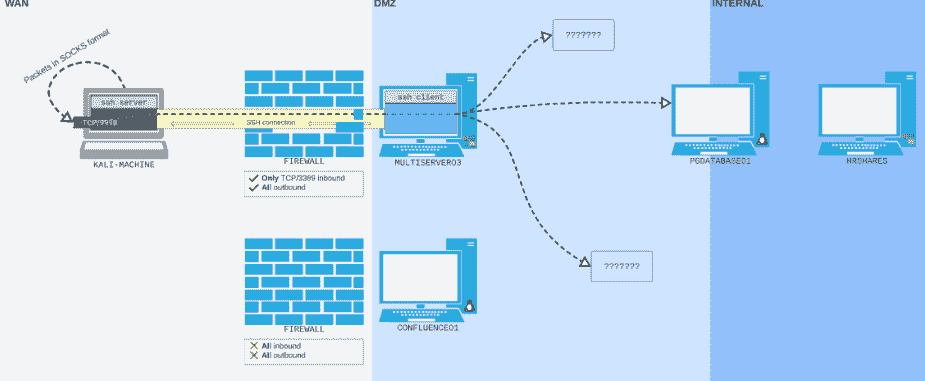 WAN
DMZ
INTERNAL
Packets in SOCKS format
???????
ssh server
ssh client
TCP/9998
SSH connection
KALI-MACHINE
FIREWALL
MULTISERVER03
PGDATABASE01
HRSHARES
Only TCP/3389 inbound
All outbound
???????
FIREWALL
CONFLUENCE01
All inbound
All outbound